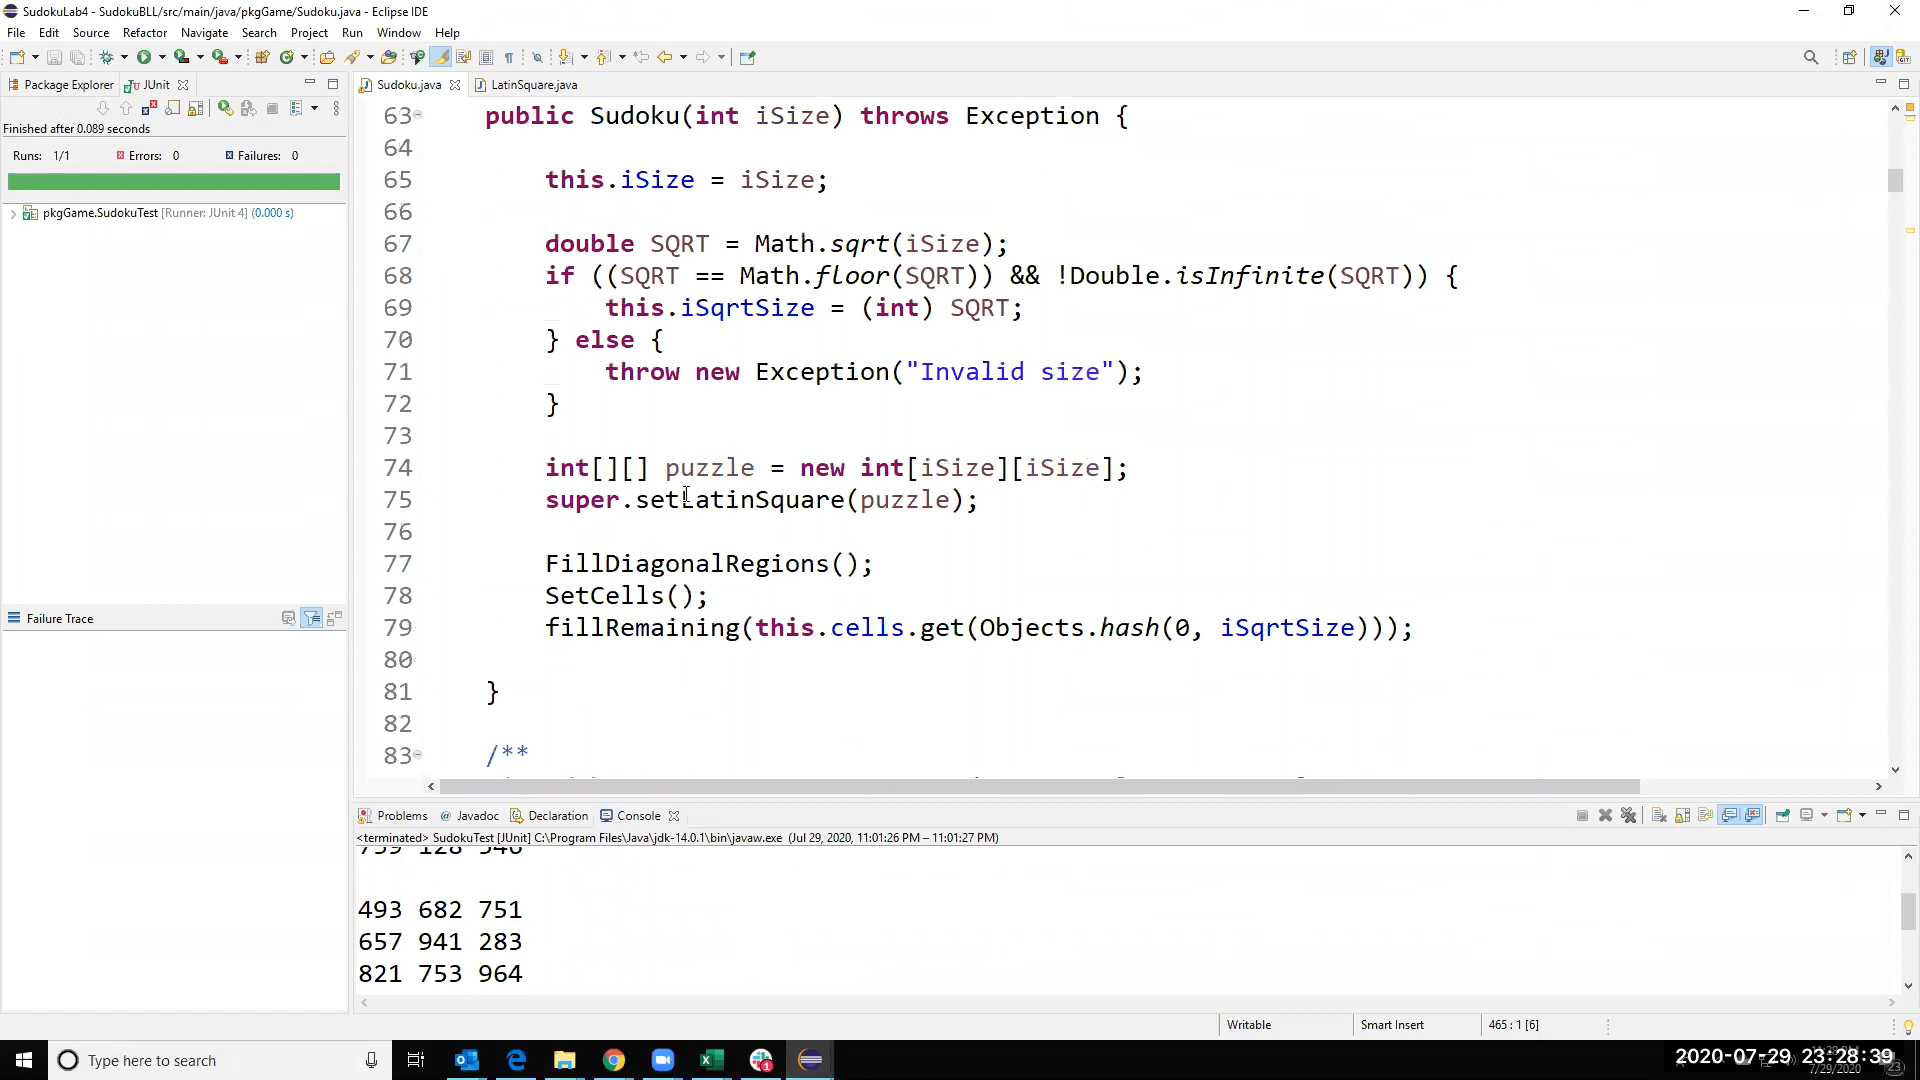 SudokuLab4 - SudokuBLL/src/main/java/pkgGame/Sudoku.java - Eclipse IDE
File Edit Source Refactor Navigate Search Project Run Window Help
Package Explorer JUnit
Sudoku.java LatinSquare.java
Finished after 0.089 seconds
Runs: 1/1 Errors: 0 Failures: 0
pkgGame.SudokuTest [Runner: JUnit 4] (0.000 s)
Failure Trace
63 public Sudoku(int iSize) throws Exception {
64
65 this.iSize = iSize;
66
67 double SQRT = Math.sqrt(iSize);
68 if ((SQRT == Math.floor(SQRT)) && !Double.isInfinite(SQRT)) {
69 this.iSqrtSize = (int) SQRT;
70 } else {
71 throw new Exception("Invalid size");
72 }
73
74 int[][] puzzle = new int[iSize][iSize];
75 super.setLatinSquare(puzzle);
76
77 FillDiagonalRegions();
78 SetCells();
79 fillRemaining(this.cells.get(Objects.hash(0, iSqrtSize)));
80
81 }
82
83 /**
Problems Javadoc Declaration Console
<terminated> SudokuTest [JUnit] C:\Program Files\Java\jdk-14.0.1\bin\javaw.exe (Jul 29, 2020, 11:01:26 PM – 11:01:27 PM)
739 128 546
493 682 751
657 941 283
821 753 964
Writable Smart Insert 465 : 1 [6]
Type here to search
2020-07-29 23:28:39
7/29/2020